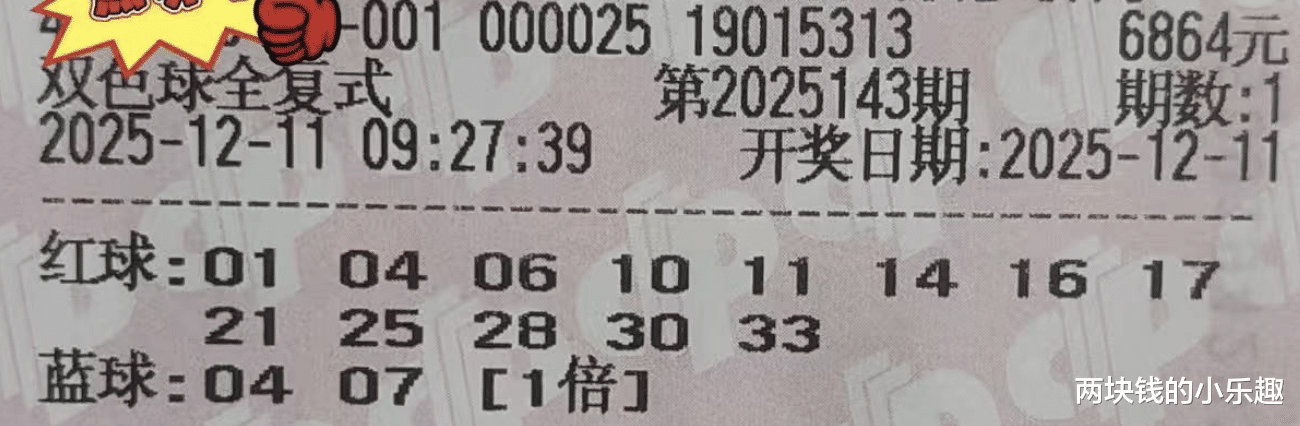 -001 000025 19015313 6864元
双色球全复式 第2025143期 期数:1
2025-12-11 09:27:39 开奖日期:2025-12-11
红球:01 04 06 10 11 14 16 17
21 25 28 30 33
蓝球:04 07 [1倍]
两块钱的小乐趣